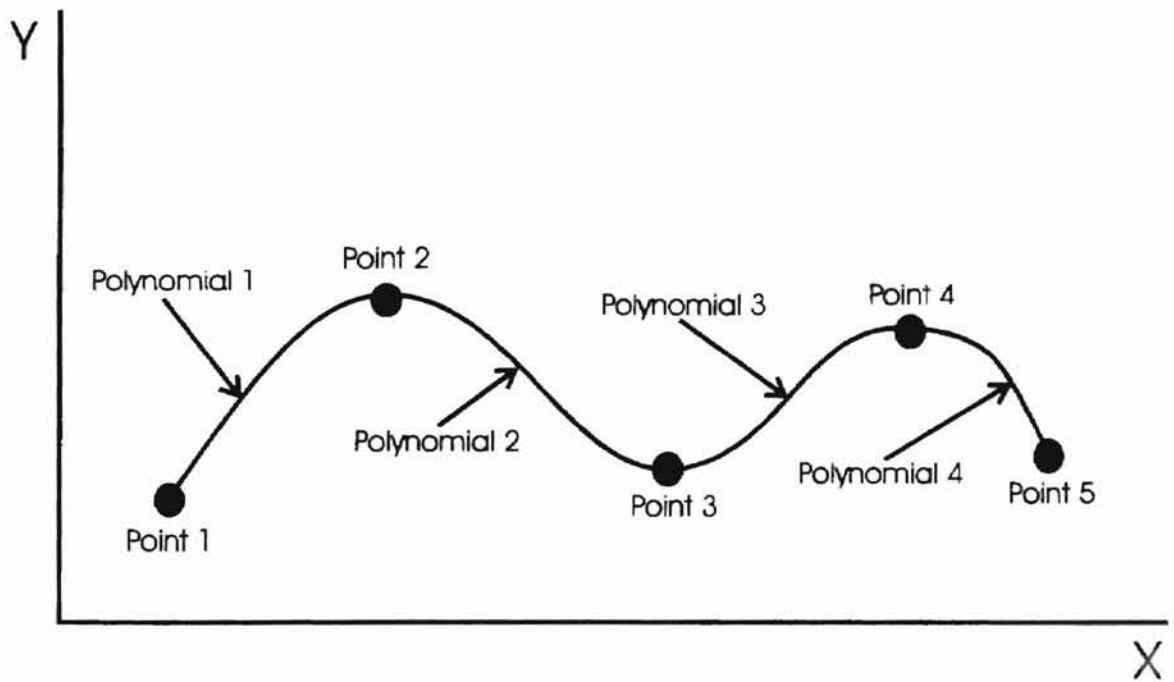 Y
Point 2
Polynomial 1
Polynomial 3
Point 4
Polynomial 2
Polynomial 4
Point 3
Point 5
Point 1
X